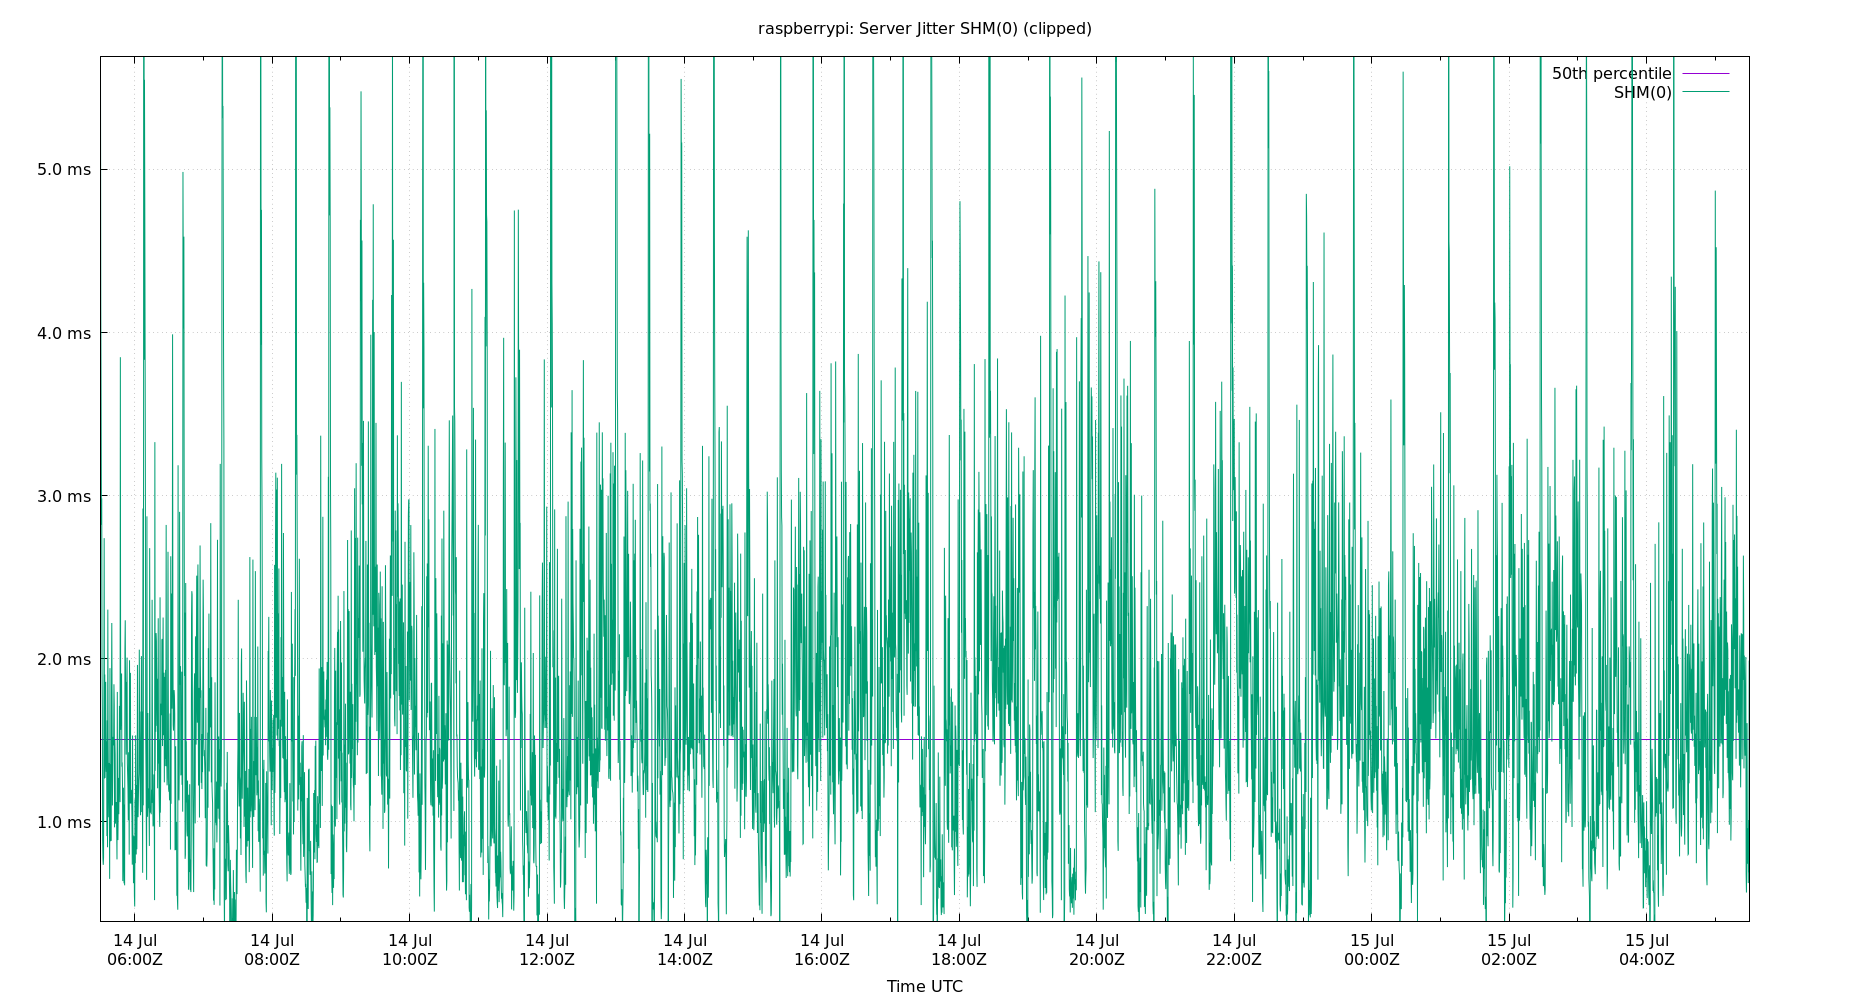 raspberrypi: Server Jitter SHM(0) (clipped)
50th percentile
SHM(0)
5.0 ms
4.0 ms
3.0 ms
2.0 ms
1.0 ms
14 Jul 14 Jul 14 Jul 14 Jul 14 Jul 14 Jul 14 Jul 14 Jul 14 Jul 15 Jul 15 Jul 15 Jul
06:00Z 08:00Z 10:00Z 12:00Z 14:00Z 16:00Z 18:00Z 20:00Z 22:00Z 00:00Z 02:00Z 04:00Z
Time UTC